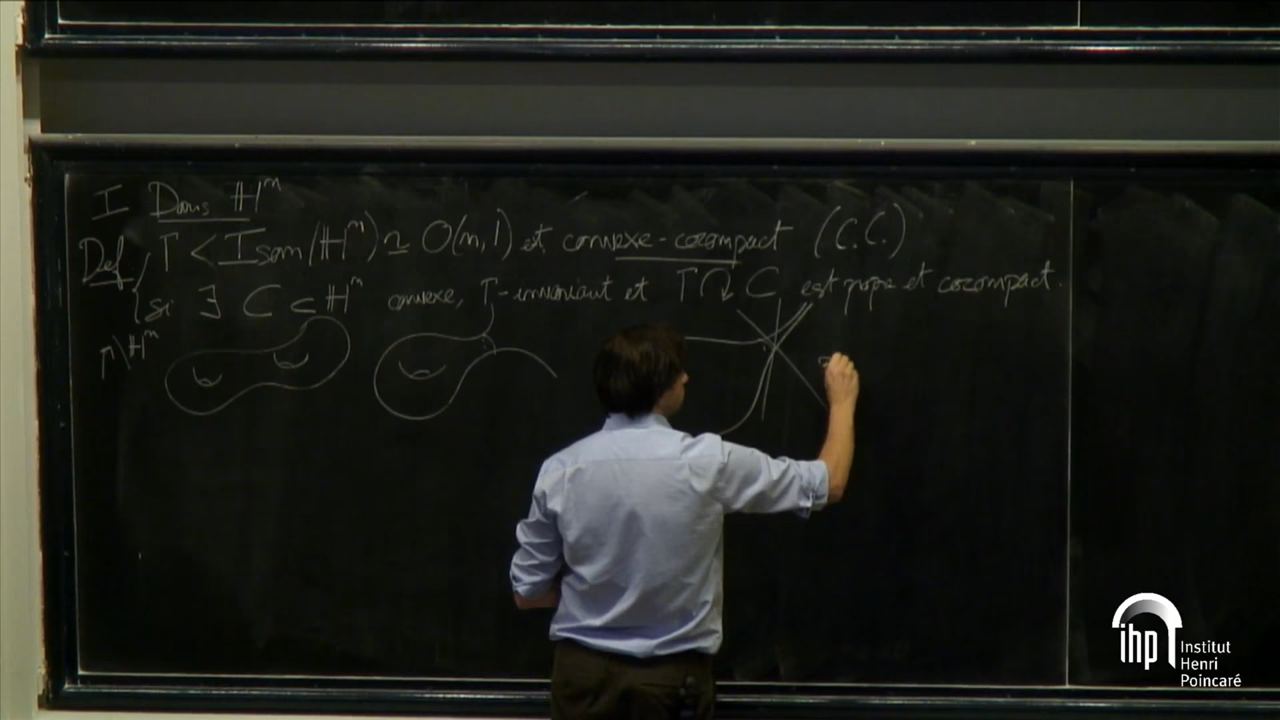 I Dans ℍⁿ
Def Γ < Isom(ℍⁿ) ≃ O(n,1) est convexe-cocompact (C.C.)
si ∃ C ⊂ ℍⁿ convexe, Γ-invariant et Γ ↷ C est propre et cocompact.
Γ\ℍⁿ
ihp Institut
Henri
Poincaré